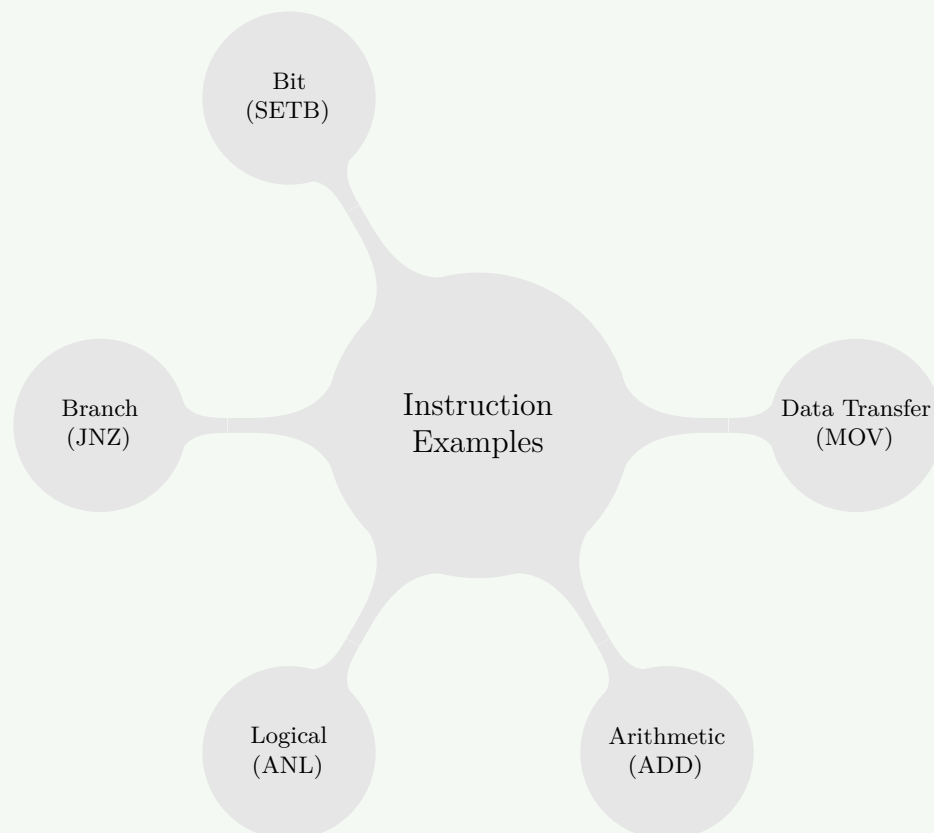 Bit
(SETB)
Instruction
Examples
Branch
(JNZ)
Data Transfer
(MOV)
Logical
(ANL)
Arithmetic
(ADD)